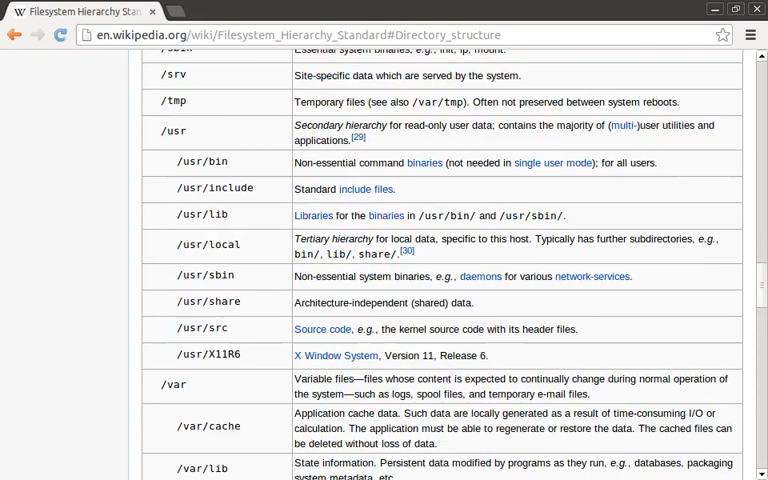 Filesystem Hierarchy Stan
en.wikipedia.org/wiki/Filesystem_Hierarchy_Standard#Directory_structure
/sbin Essential system binaries, e.g., init, ip, mount.
/srv Site-specific data which are served by the system.
/tmp Temporary files (see also /var/tmp). Often not preserved between system reboots.
/usr Secondary hierarchy for read-only user data; contains the majority of (multi-)user utilities and
applications.[29]
/usr/bin Non-essential command binaries (not needed in single user mode); for all users.
/usr/include Standard include files.
/usr/lib Libraries for the binaries in /usr/bin/ and /usr/sbin/.
/usr/local Tertiary hierarchy for local data, specific to this host. Typically has further subdirectories, e.g.,
bin/, lib/, share/.[30]
/usr/sbin Non-essential system binaries, e.g., daemons for various network-services.
/usr/share Architecture-independent (shared) data.
/usr/src Source code, e.g., the kernel source code with its header files.
/usr/X11R6 X Window System, Version 11, Release 6.
/var Variable files—files whose content is expected to continually change during normal operation of
the system—such as logs, spool files, and temporary e-mail files.
/var/cache Application cache data. Such data are locally generated as a result of time-consuming I/O or
calculation. The application must be able to regenerate or restore the data. The cached files can
be deleted without loss of data.
/var/lib State information. Persistent data modified by programs as they run, e.g., databases, packaging
system metadata, etc.